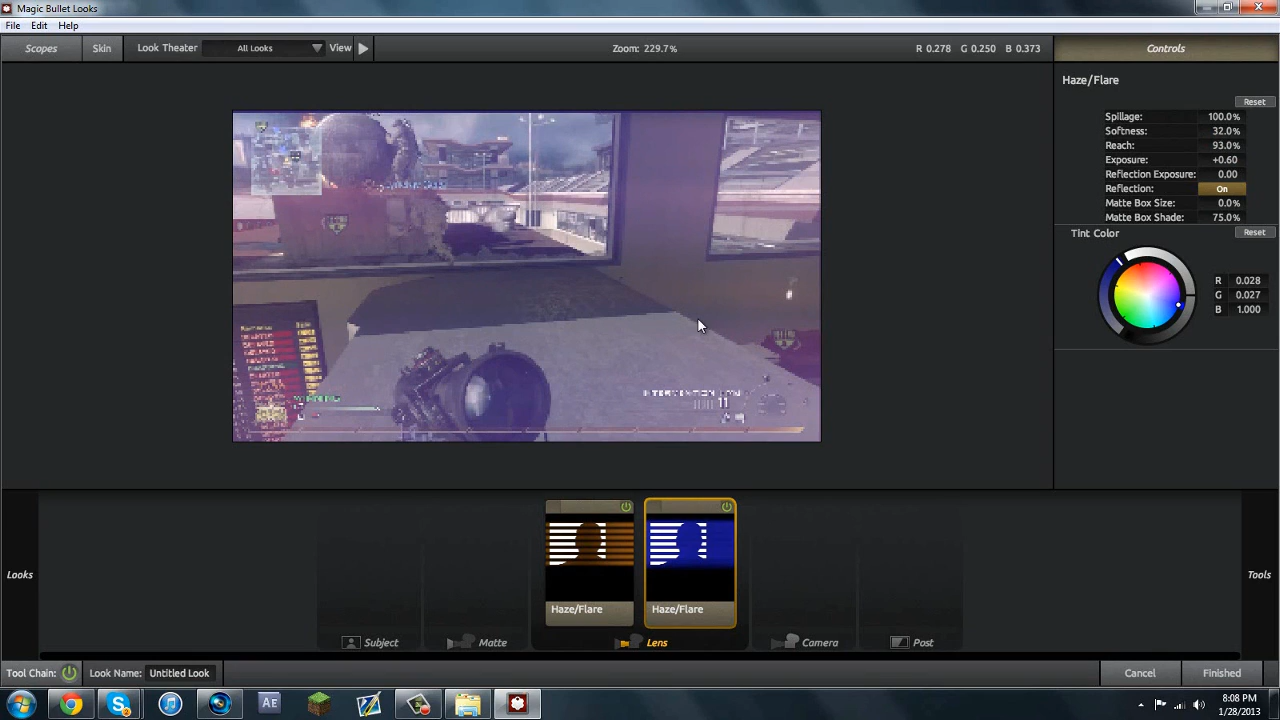 Magic Bullet Looks
File Edit Help
Scopes Skin Look Theater All Looks View Zoom: 229.7% R 0.278 G 0.250 B 0.373 Controls
Haze/Flare
Reset
Spillage: 100.0%
Softness: 32.0%
Reach: 93.0%
Exposure: +0.60
Reflection Exposure: 0.00
Reflection: On
Matte Box Size: 0.0%
Matte Box Shade: 75.0%
Tint Color Reset
R 0.028
G 0.027
B 1.000
11
Looks
Haze/Flare Haze/Flare
Tools
Subject Matte Lens Camera Post
Tool Chain: Look Name: Untitled Look Cancel Finished
Ae
8:08 PM
1/28/2013